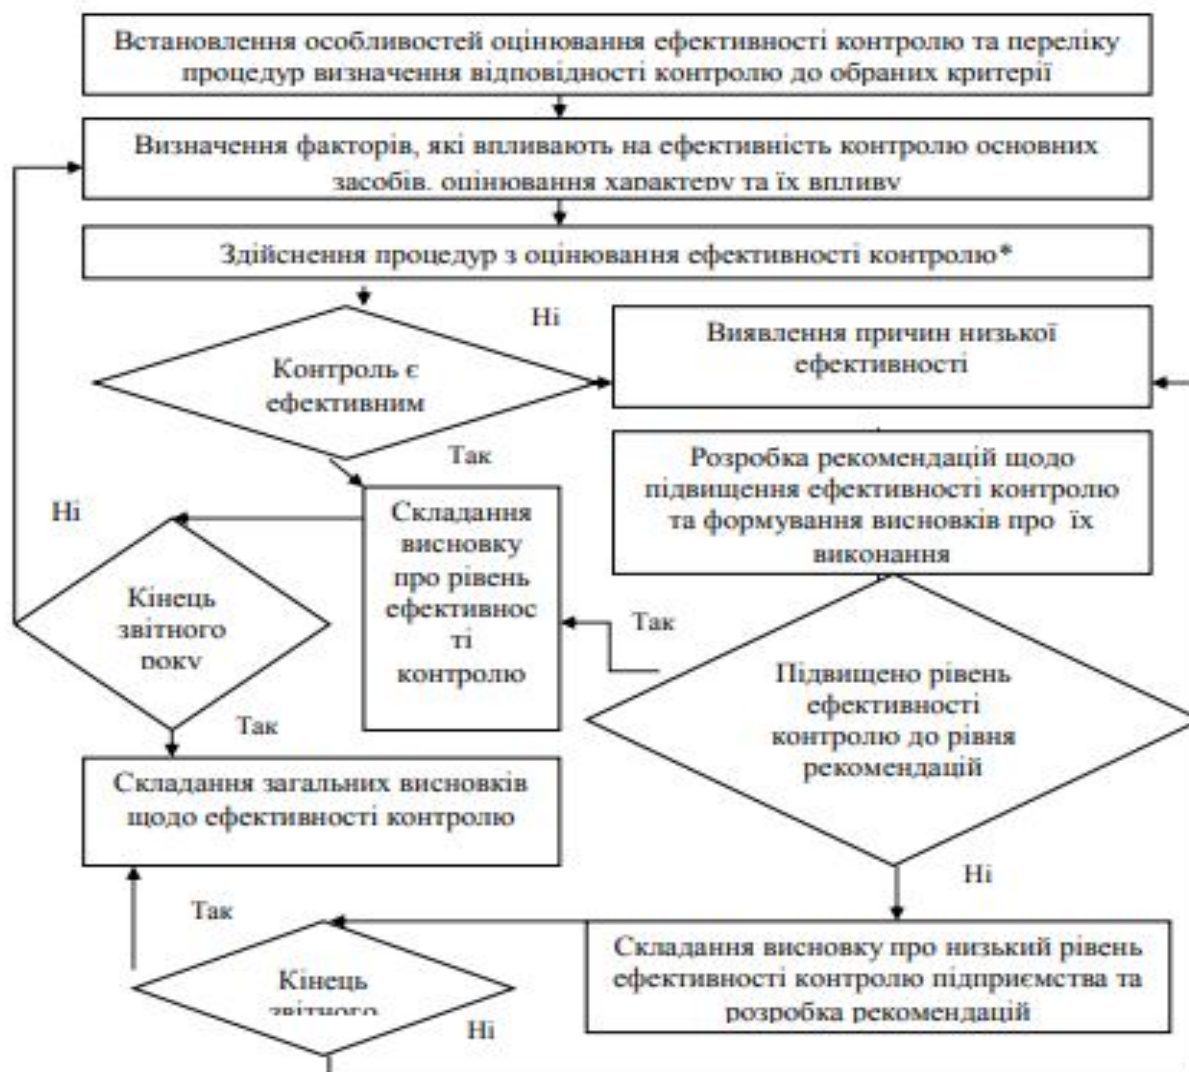 Встановлення особливостей оцінювання ефективності контролю та переліку
процедур визначення відповідності контролю до обраних критерії
Визначення факторів, які впливають на ефективність контролю основних
засобів, оцінювання характеру та їх впливу
Здійснення процедур з оцінювання ефективності контролю*
Ні
Контроль є
ефективним
Виявлення причин низької
ефективності
Так
Розробка рекомендацій щодо
підвищення ефективності контролю
та формування висновків про їх
виконання
Ні
Складання
висновку
про рівень
ефективнос
ті
контролю
Кінець
звітного
року
Так
Так
Підвищено рівень
ефективності
контролю до рівня
рекомендацій
Складання загальних висновків
щодо ефективності контролю
Ні
Так
Складання висновку про низький рівень
ефективності контролю підприємства та
розробка рекомендацій
Кінець
звітного
Ні